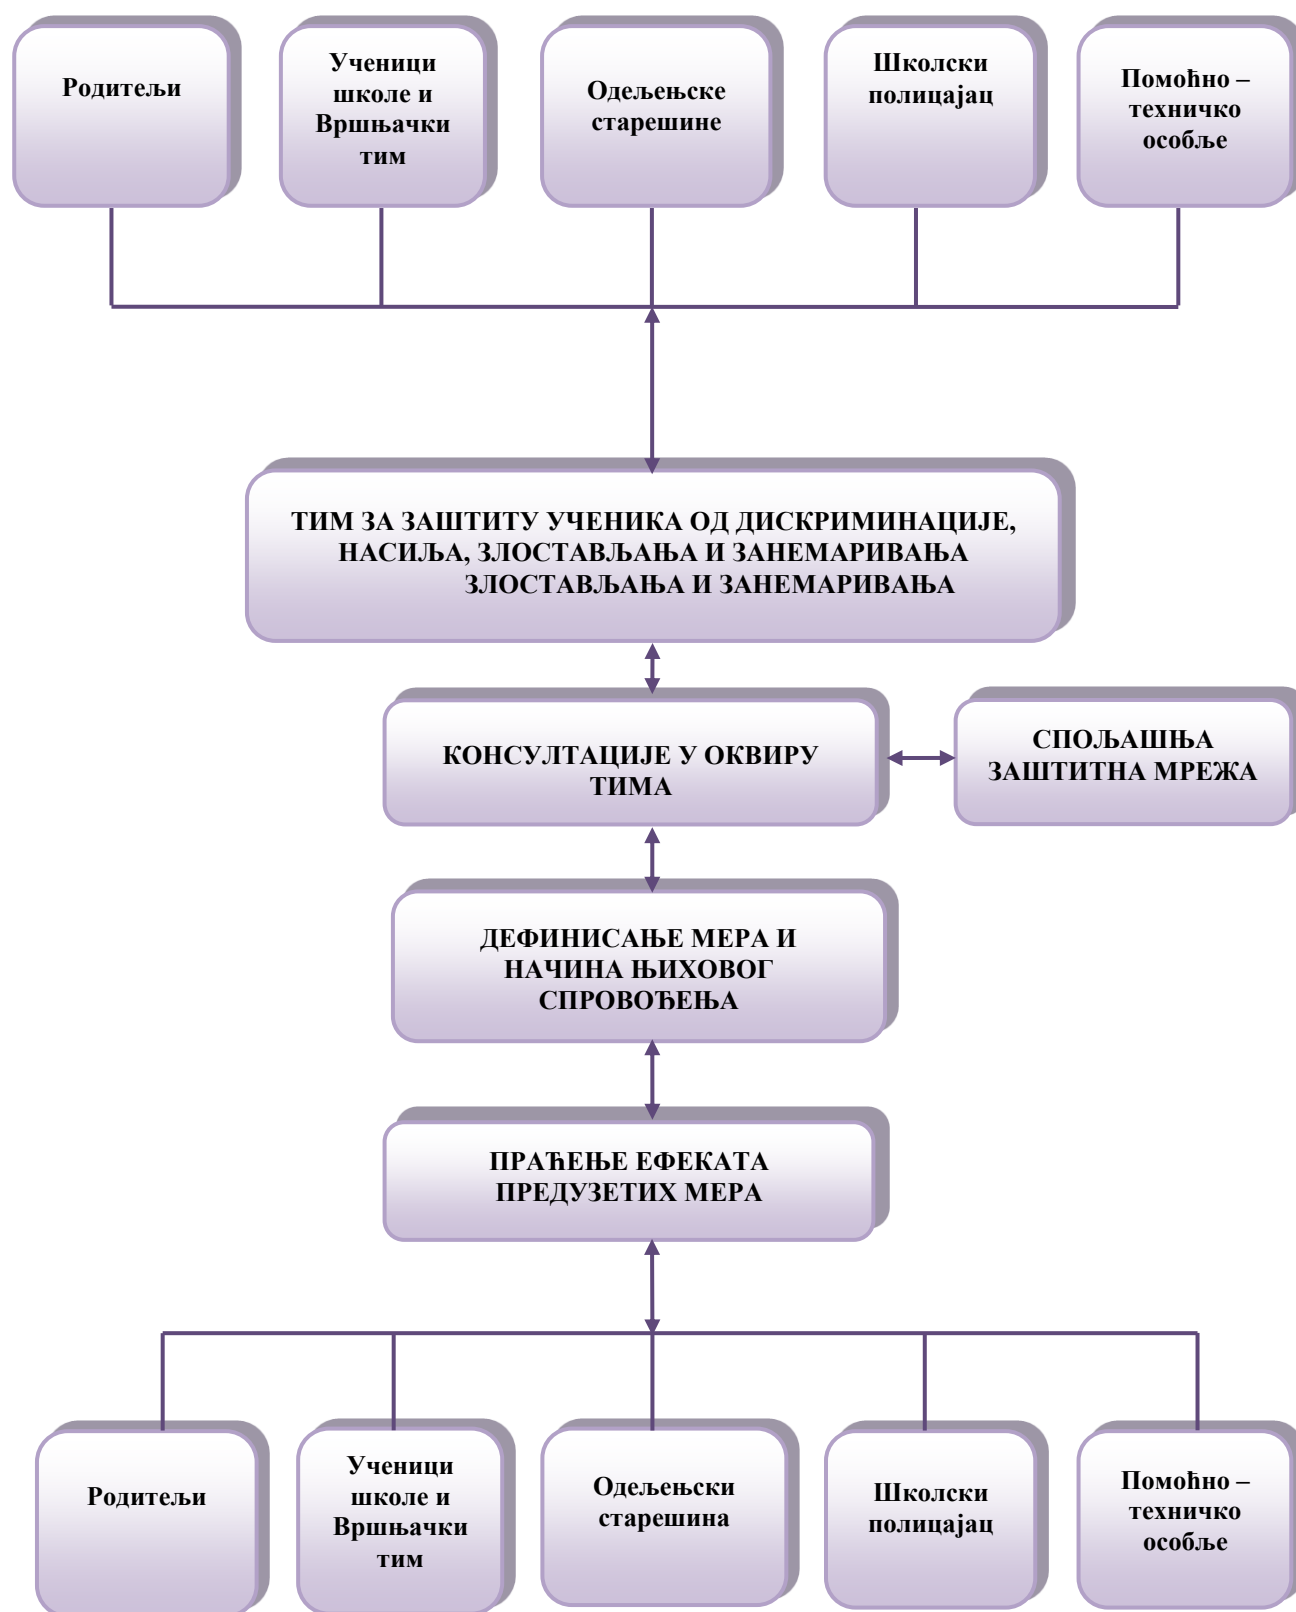 Родитељи
Ученици
школе и
Вршњачки
тим
Одељењске
старешине
Школски
полицајац
Помоћно –
техничко
особље
ТИМ ЗА ЗАШТИТУ УЧЕНИКА ОД ДИСКРИМИНАЦИЈЕ,
НАСИЉА, ЗЛОСТАВЉАЊА И ЗАНЕМАРИВАЊА
ЗЛОСТАВЉАЊА И ЗАНЕМАРИВАЊА
КОНСУЛТАЦИЈЕ У ОКВИРУ
ТИМА
СПОЉАШЊА
ЗАШТИТНА МРЕЖА
ДЕФИНИСАЊЕ МЕРА И
НАЧИНА ЊИХОВОГ
СПРОВОЂЕЊА
ПРАЋЕЊЕ ЕФЕКАТА
ПРЕДУЗЕТИХ МЕРА
Родитељи
Ученици
школе и
Вршњачки
тим
Одељењски
старешина
Школски
полицајац
Помоћно –
техничко
особље